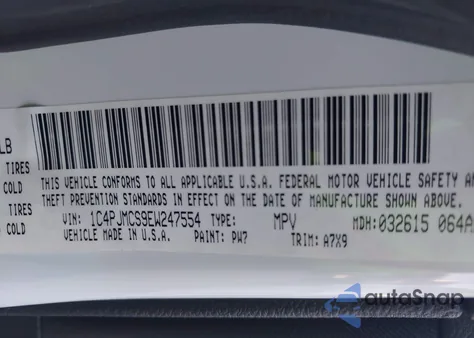 LB
TIRES
COLD
TIRES
COLD
THIS VEHICLE CONFORMS TO ALL APPLICABLE U.S.A. FEDERAL MOTOR VEHICLE SAFETY AN
THEFT PREVENTION STANDARDS IN EFFECT ON THE DATE OF MANUFACTURE SHOWN ABOVE.
VIN: 1C4PJMCS9EW247554 TYPE: MPV MDH: 032615 064A
VEHICLE MADE IN U.S.A. PAINT: PW7 TRIM: A7X9
autoSnap